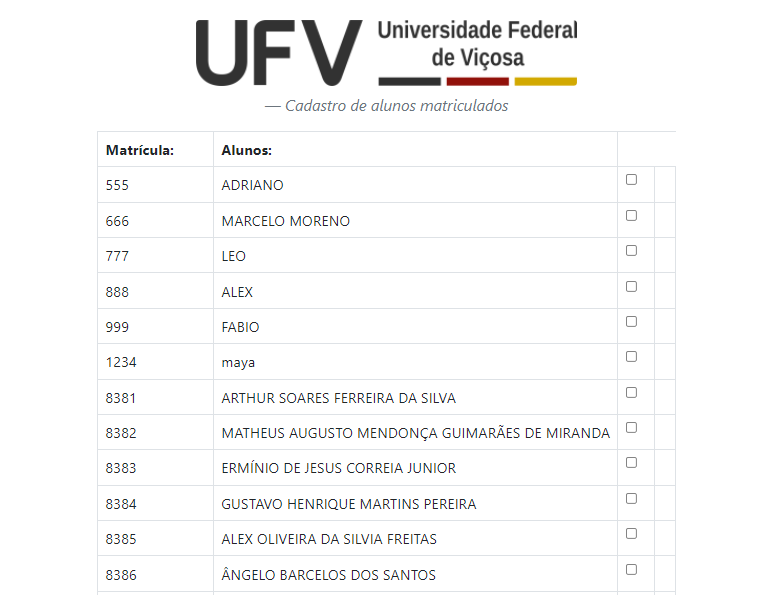 UFV Universidade Federal
de Viçosa
— Cadastro de alunos matriculados
Matrícula: Alunos:
555 ADRIANO
666 MARCELO MORENO
777 LEO
888 ALEX
999 FABIO
1234 maya
8381 ARTHUR SOARES FERREIRA DA SILVA
8382 MATHEUS AUGUSTO MENDONÇA GUIMARÃES DE MIRANDA
8383 ERMÍNIO DE JESUS CORREIA JUNIOR
8384 GUSTAVO HENRIQUE MARTINS PEREIRA
8385 ALEX OLIVEIRA DA SILVIA FREITAS
8386 ÂNGELO BARCELOS DOS SANTOS